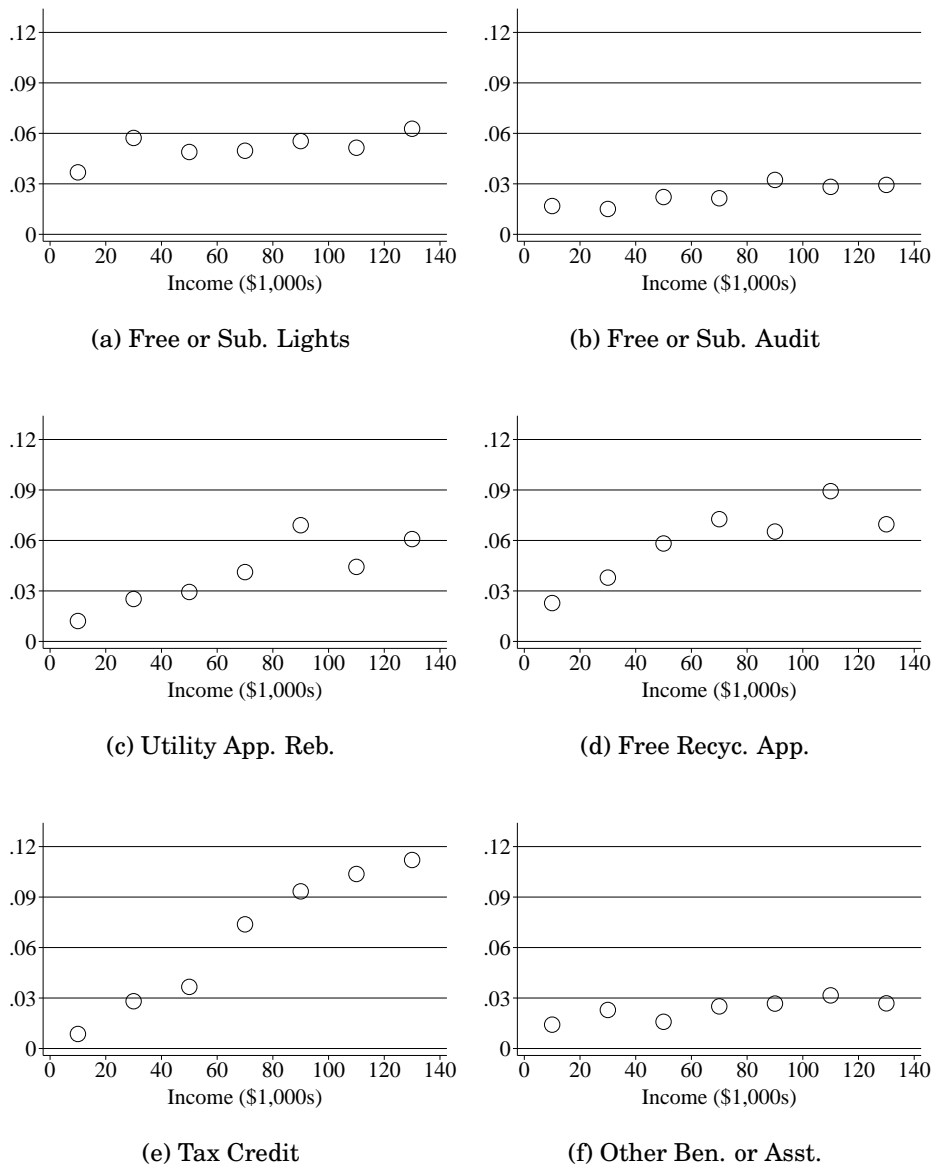 .12
.09
.06
.03
0
0 20 40 60 80 100 120 140
Income ($1,000s)
(a) Free or Sub. Lights
.12
.09
.06
.03
0
0 20 40 60 80 100 120 140
Income ($1,000s)
(b) Free or Sub. Audit
.12
.09
.06
.03
0
0 20 40 60 80 100 120 140
Income ($1,000s)
(c) Utility App. Reb.
.12
.09
.06
.03
0
0 20 40 60 80 100 120 140
Income ($1,000s)
(d) Free Recyc. App.
.12
.09
.06
.03
0
0 20 40 60 80 100 120 140
Income ($1,000s)
(e) Tax Credit
.12
.09
.06
.03
0
0 20 40 60 80 100 120 140
Income ($1,000s)
(f) Other Ben. or Asst.